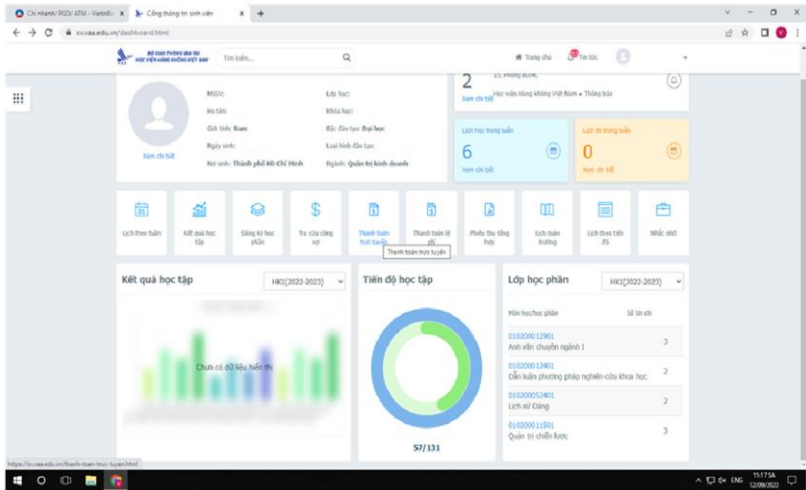 Chi nhánh/ PGD/ ATM - Vietin
Cổng thông tin sinh viên
sv.vaa.edu.vn/dashboard.html
BỘ GIAO THÔNG VẬN TẢI
HỌC VIỆN HÀNG KHÔNG VIỆT NAM
Tìm kiếm...
Trang chủ
Tin tức
MSSV:
Lớp học:
Họ tên:
Khóa học:
Giới tính: Nam
Bậc đào tạo: Đại học
Ngày sinh:
Loại hình đào tạo:
Nơi sinh: Thành phố Hồ Chí Minh
Ngành: Quản trị kinh doanh
Xem chi tiết
2
Học viện Hàng không Việt Nam • Thông báo
Xem chi tiết
Lịch học trong tuần
6
Xem chi tiết
Lịch thi trong tuần
0
Xem chi tiết
31
Lịch theo tuần
Kết quả học tập
Đăng ký học phần
Tra cứu công nợ
Thanh toán trực tuyến
Thanh toán lệ phí
Phiếu thu tổng hợp
Lịch toàn trường
Lịch theo tiến độ
Nhắc nhở
Thanh toán trực tuyến
Kết quả học tập
HK1(2022-2023)
Chưa có dữ liệu hiển thị
Tiến độ học tập
57/131
Lớp học phần
HK1(2022-2023)
Môn học/học phần
Số tín chỉ
010200012901
Anh văn chuyên ngành 1
3
010200013401
Dẫn luận phương pháp nghiên cứu khoa học
2
010200052401
Lịch sử Đảng
2
010200011501
Quản trị chiến lược
3
https://sv.vaa.edu.vn/thanh-toan-truc-tuyen.html
ENG
11:17 SA
12/09/2022